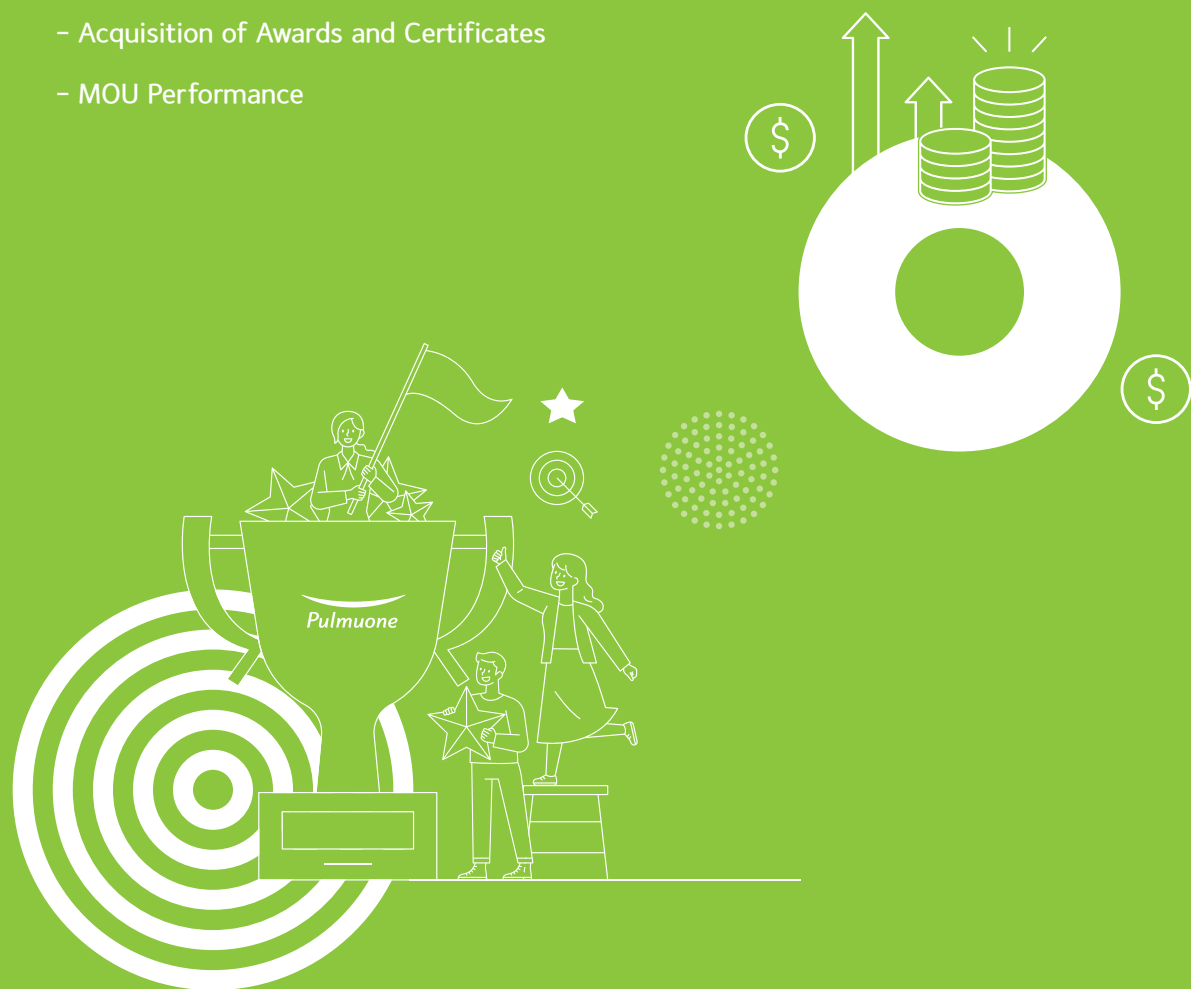 - Acquisition of Awards and Certificates
- MOU Performance
$
$
Pulmuone